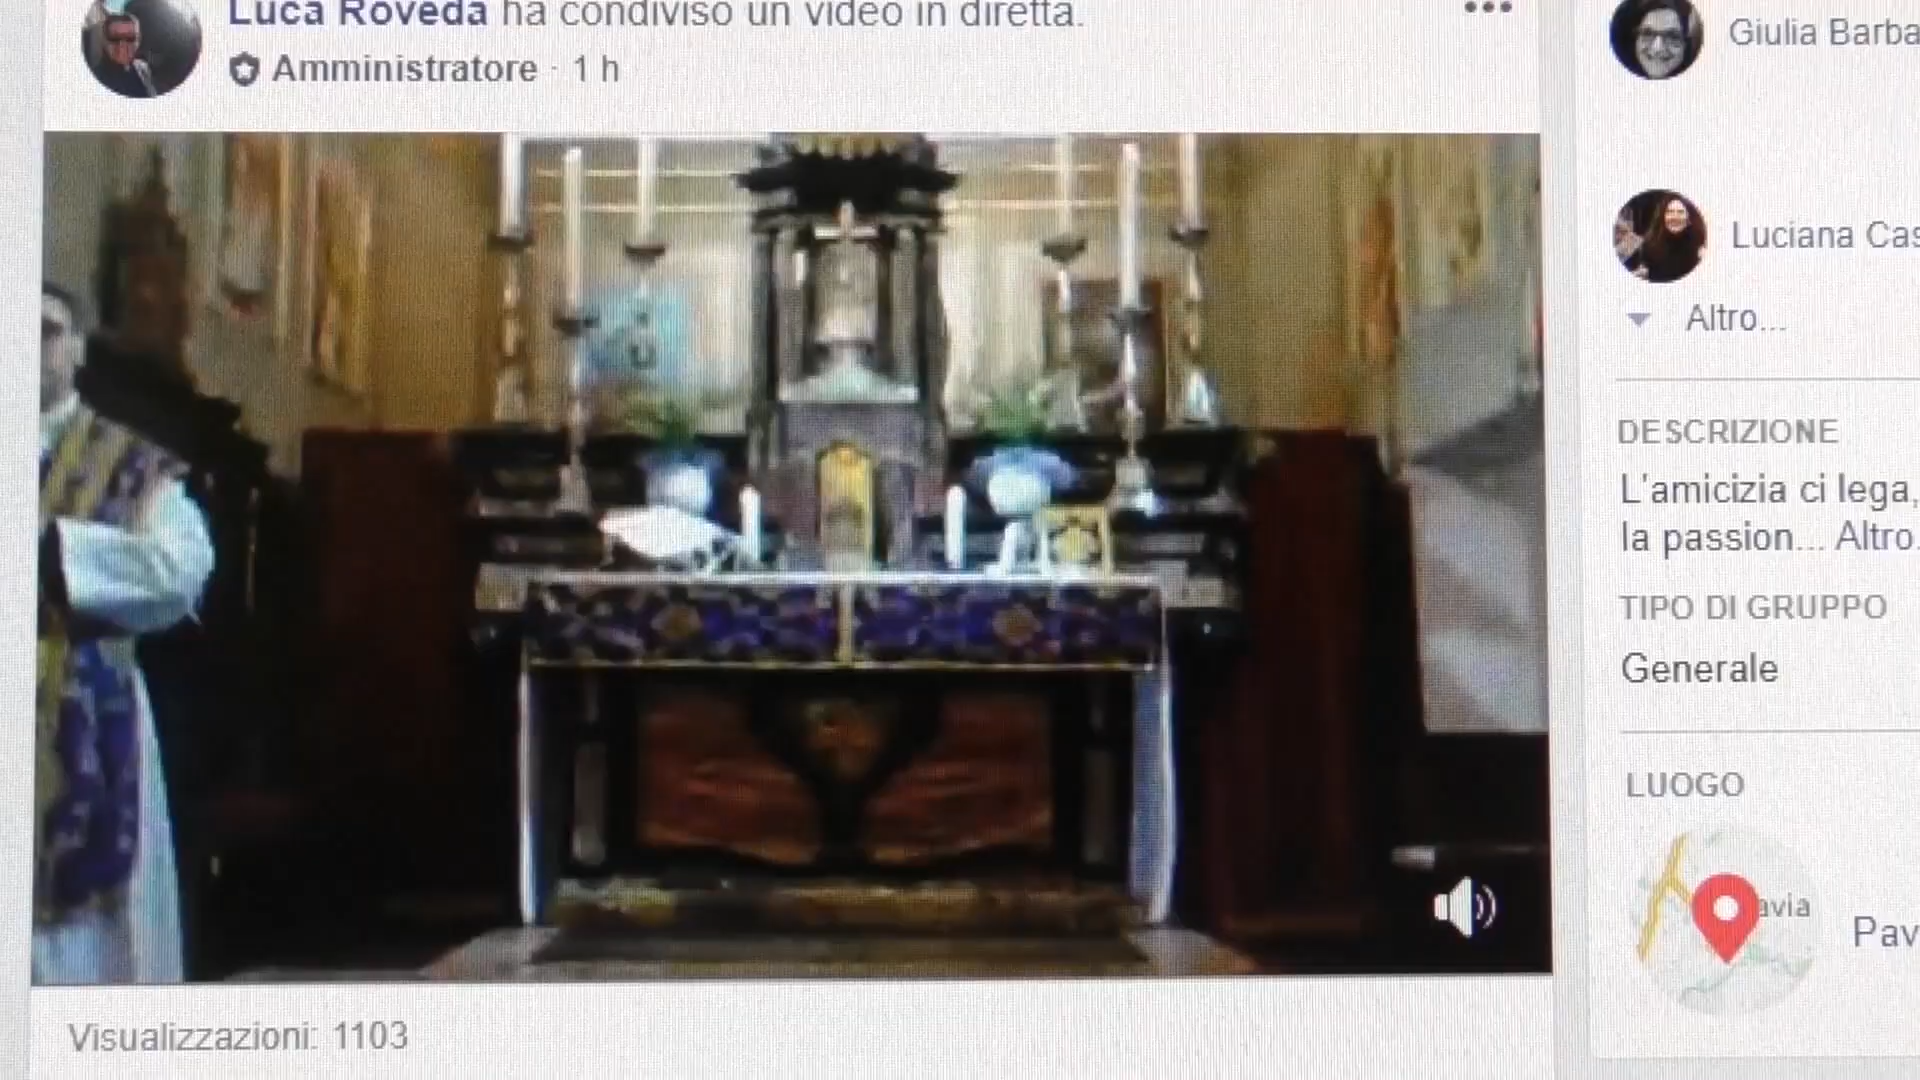 Luca Roveda ha condiviso un video in diretta.
Amministratore · 1 h
Visualizzazioni: 1103
Giulia Barba
Luciana Cas
Altro...
DESCRIZIONE
L'amicizia ci lega,
la passion... Altro
TIPO DI GRUPPO
Generale
LUOGO
avia
Pav